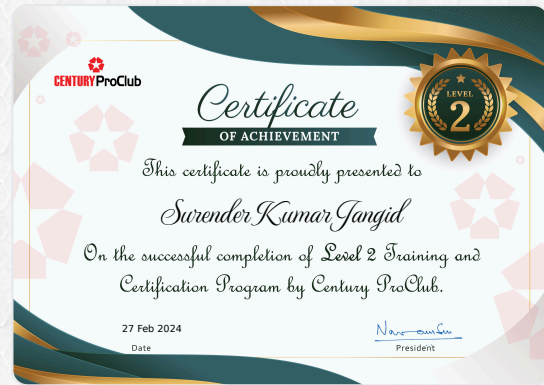 CENTURY ProClub
Certificate
OF ACHIEVEMENT
LEVEL
2
This certificate is proudly presented to
Surender Kumar Jangid
On the successful completion of Level 2 Training and
Certification Program by Century ProClub.
27 Feb 2024
Date
President